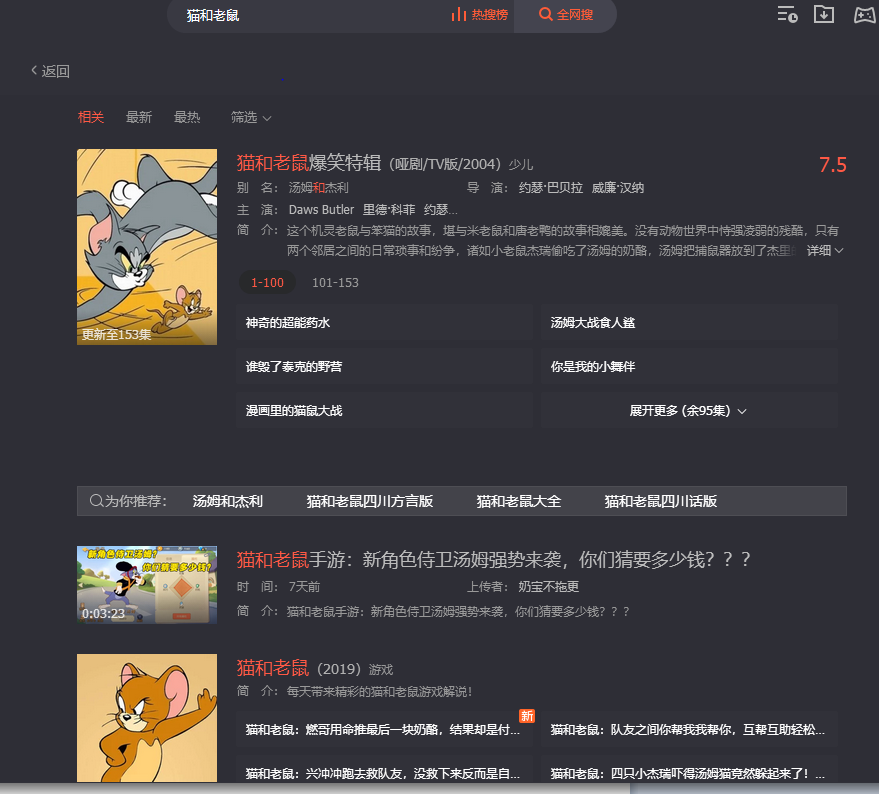 猫和老鼠 热搜榜 全网搜
返回
相关 最新 最热 筛选
猫和老鼠爆笑特辑（哑剧/TV版/2004）少儿 7.5
别 名： 汤姆和杰利 导 演： 约瑟·巴贝拉 威廉·汉纳
主 演： Daws Butler 里德·科菲 约瑟...
简 介： 这个机灵老鼠与笨猫的故事，堪与米老鼠和唐老鸭的故事相媲美。没有动物世界中恃强凌弱的残酷，只有
两个邻居之间的日常琐事和纷争，诸如小老鼠杰瑞偷吃了汤姆的奶酪，汤姆把捕鼠器放到了杰里 详细
1-100 101-153
更新至153集
神奇的超能药水 汤姆大战食人鲨
谁毁了泰克的野营 你是我的小舞伴
漫画里的猫鼠大战 展开更多 (余95集)
为你推荐： 汤姆和杰利 猫和老鼠四川方言版 猫和老鼠大全 猫和老鼠四川话版
新角色侍卫汤姆？
你们猜要多少钱？
0:03:23
猫和老鼠手游：新角色侍卫汤姆强势来袭，你们猜要多少钱？？？
时 间： 7天前 上传者： 奶宝不拖更
简 介： 猫和老鼠手游：新角色侍卫汤姆强势来袭，你们猜要多少钱？？？
猫和老鼠（2019）游戏
简 介： 每天带来精彩的猫和老鼠游戏解说！
新
猫和老鼠：燃哥用命推最后一块奶酪，结果却是付... 猫和老鼠：队友之间你帮我我帮你，互帮互助轻松...
猫和老鼠：兴冲冲跑去救队友，没救下来反而是自... 猫和老鼠：四只小杰瑞吓得汤姆猫竟然躲起来了！...